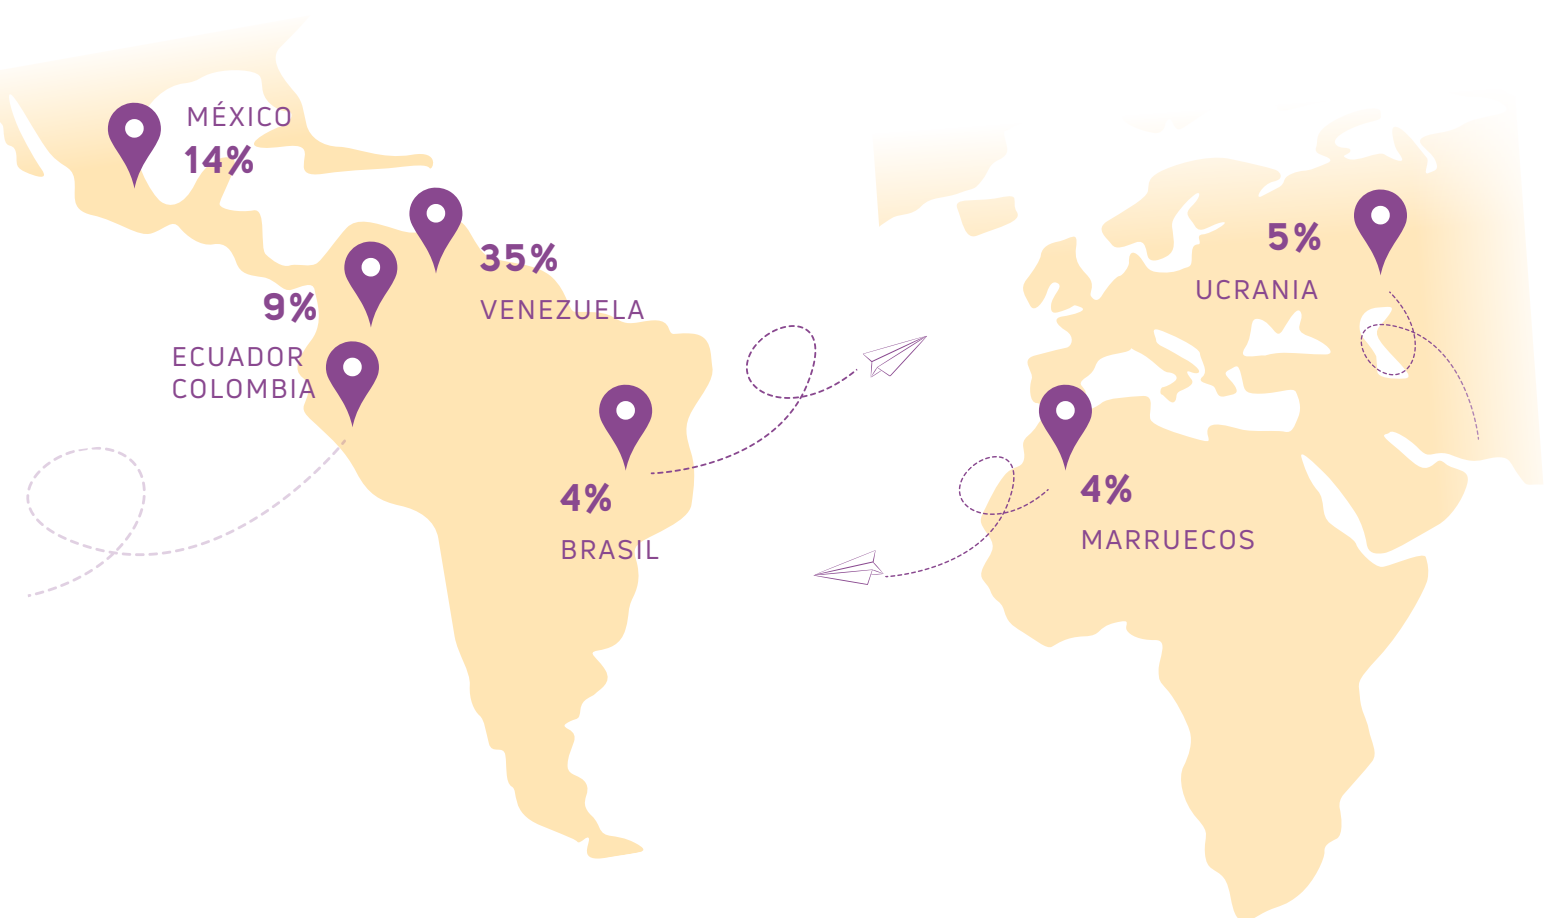 MÉXICO
14%
35%
VENEZUELA
9%
ECUADOR
COLOMBIA
4%
BRASIL
5%
UCRANIA
4%
MARRUECOS